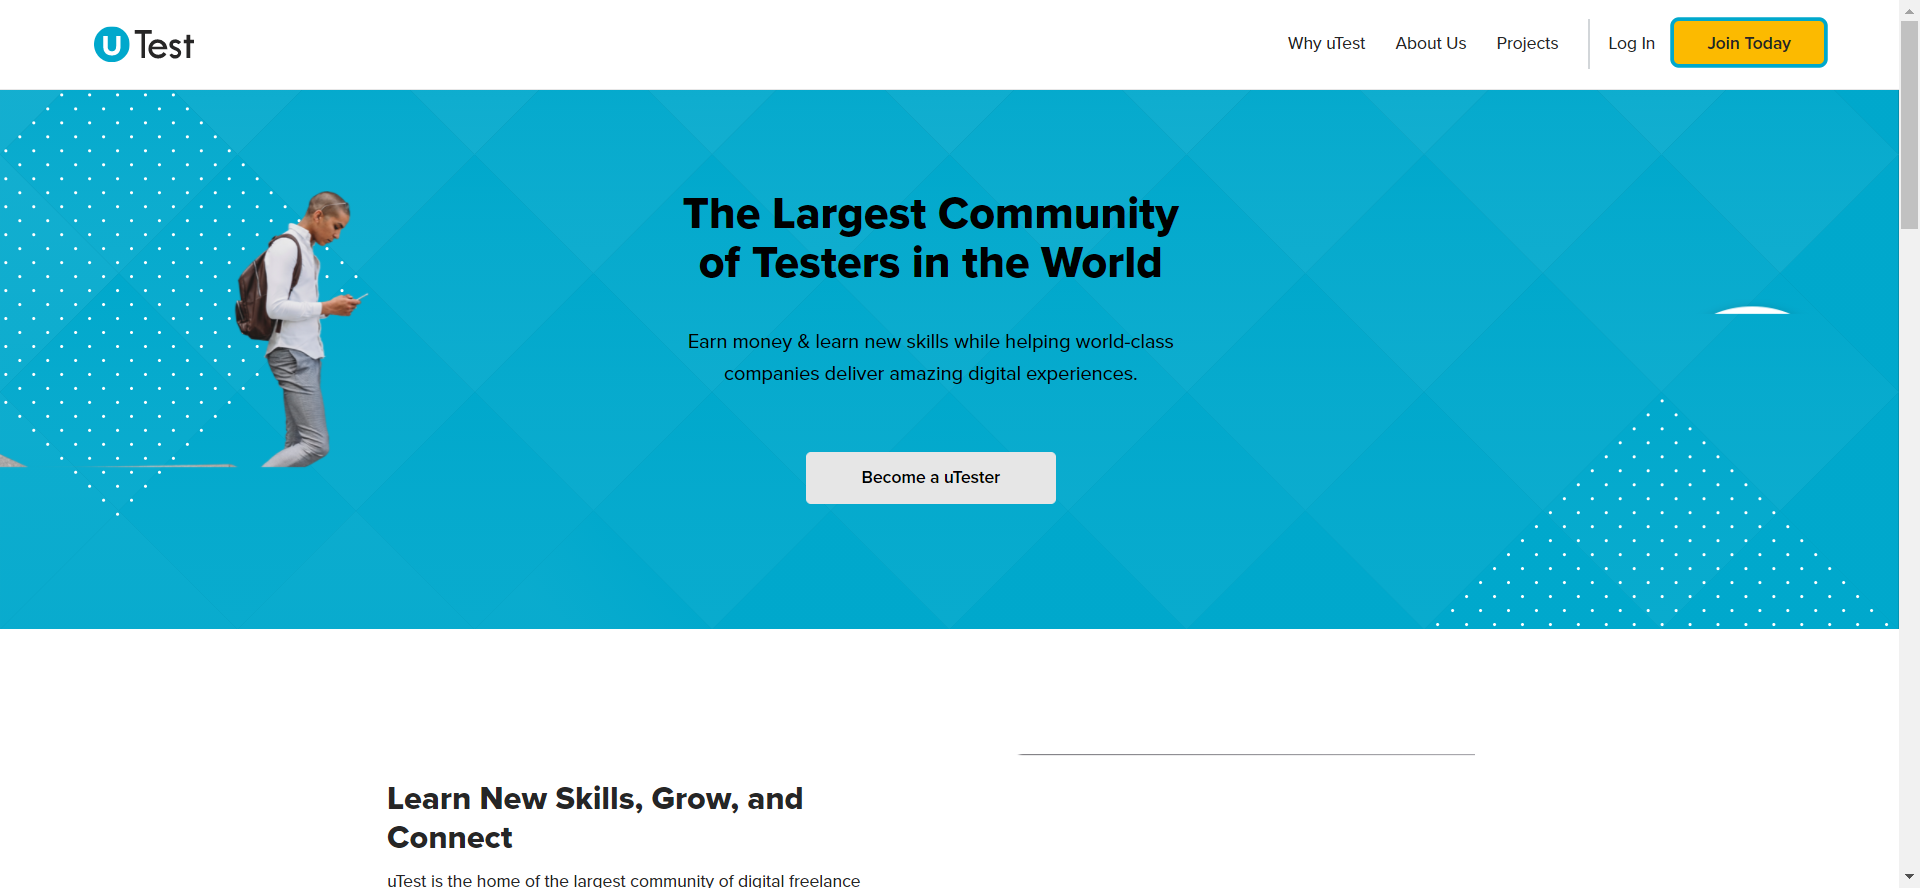 uTest
Why uTest
About Us
Projects
Log In
Join Today
The Largest Community
of Testers in the World
Earn money & learn new skills while helping world-class
companies deliver amazing digital experiences.
Become a uTester
Learn New Skills, Grow, and
Connect
uTest is the home of the largest community of digital freelance